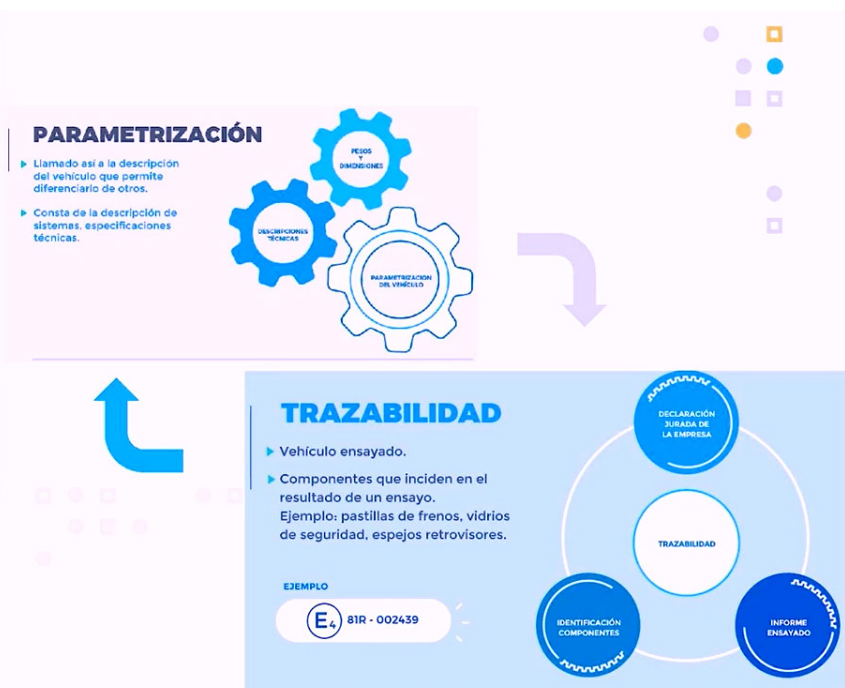 PARAMETRIZACIÓN
Llamado así a la descripción
del vehículo que permite
diferenciarlo de otros.
Consta de la descripción de
sistemas, especificaciones
técnicas.
PESOS
Y
DIMENSIONES
DESCRIPCIONES
TÉCNICAS
PARAMETRIZACIÓN
DEL VEHÍCULO
TRAZABILIDAD
Vehículo ensayado.
Componentes que inciden en el
resultado de un ensayo.
Ejemplo: pastillas de frenos, vidrios
de seguridad, espejos retrovisores.
EJEMPLO
E4 81R - 002439
DECLARACIÓN
JURADA DE
LA EMPRESA
TRAZABILIDAD
IDENTIFICACIÓN
COMPONENTES
INFORME
ENSAYADO